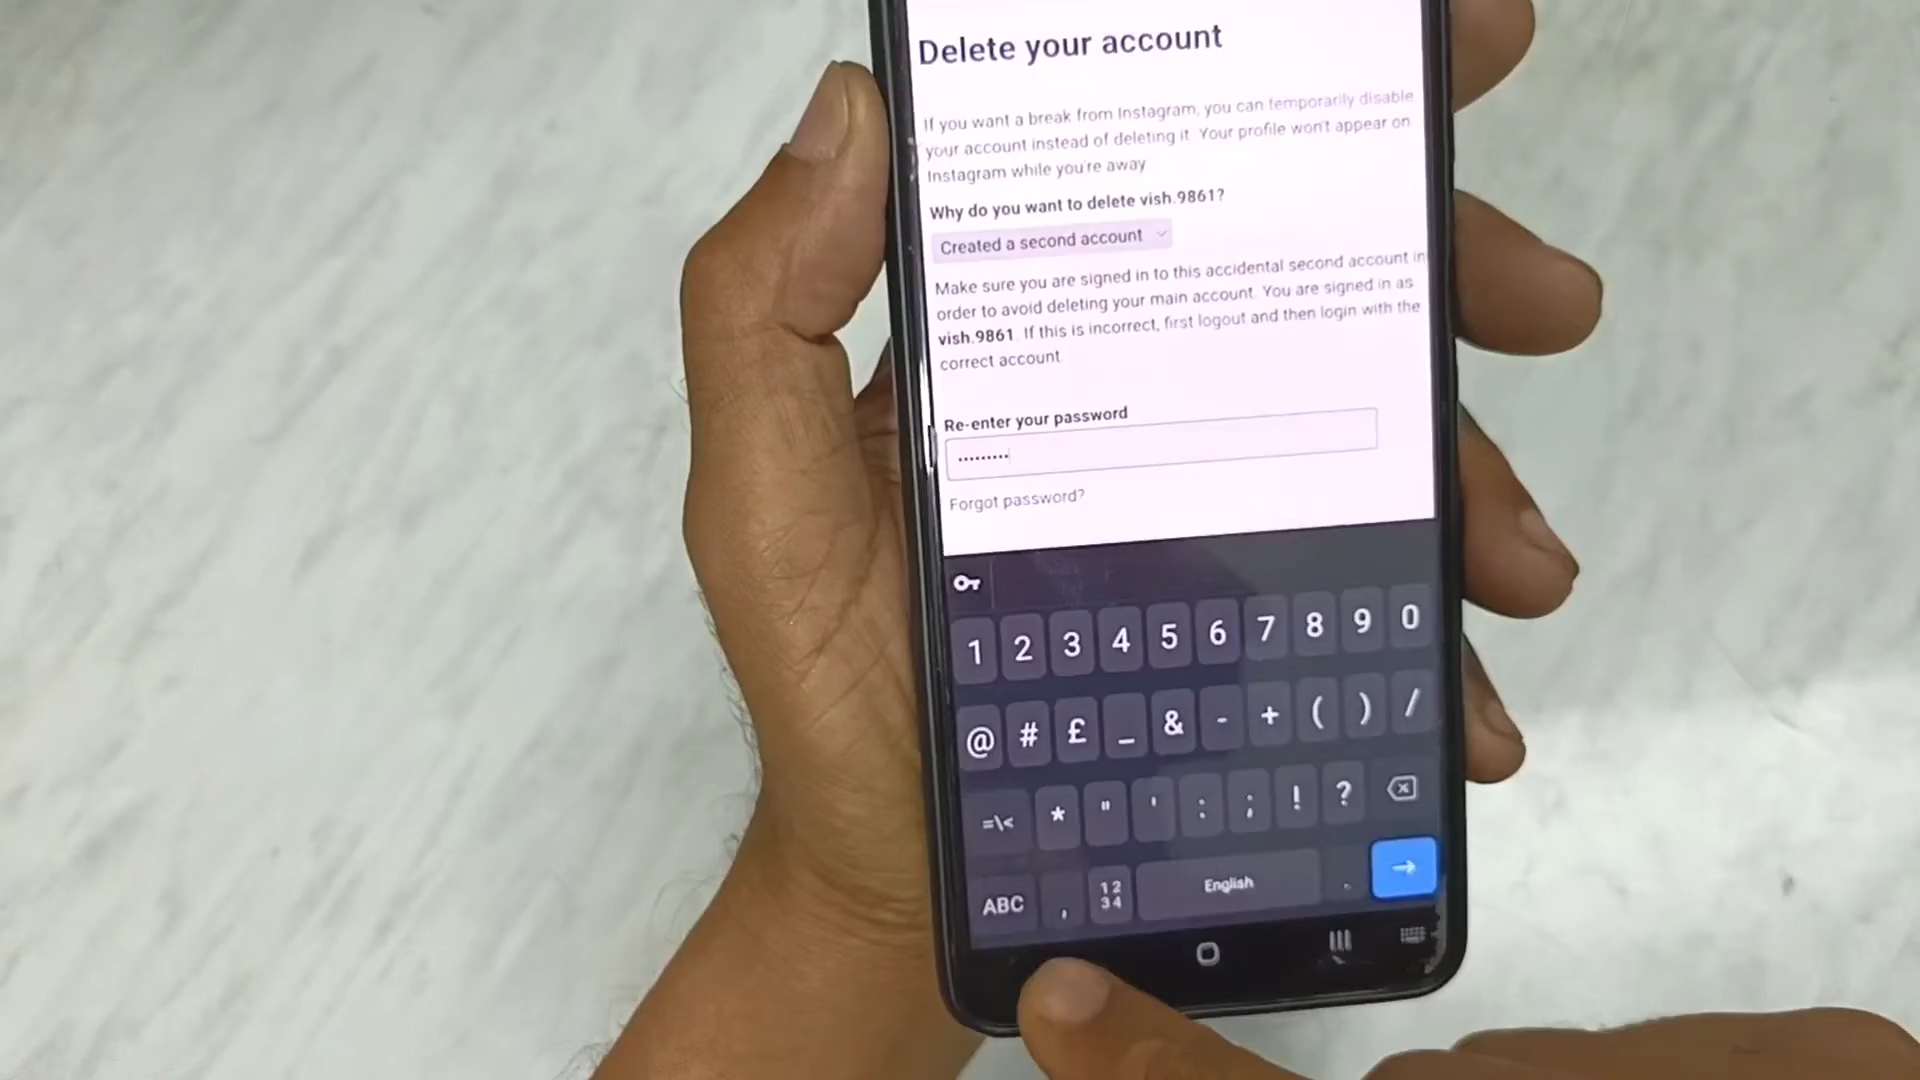 Delete your account
If you want a break from Instagram, you can temporarily disable
your account instead of deleting it. Your profile won't appear on
Instagram while you're away
Why do you want to delete vish.9861?
Created a second account
Make sure you are signed in to this accidental second account in
order to avoid deleting your main account. You are signed in as
vish.9861. If this is incorrect, first logout and then login with the
correct account
Re-enter your password
•••••••••
Forgot password?
1 2 3 4 5 6 7 8 9 0
@ # £ _ & - + ( ) /
=\< * " ' : ; ! ?
ABC , 12 34 English .